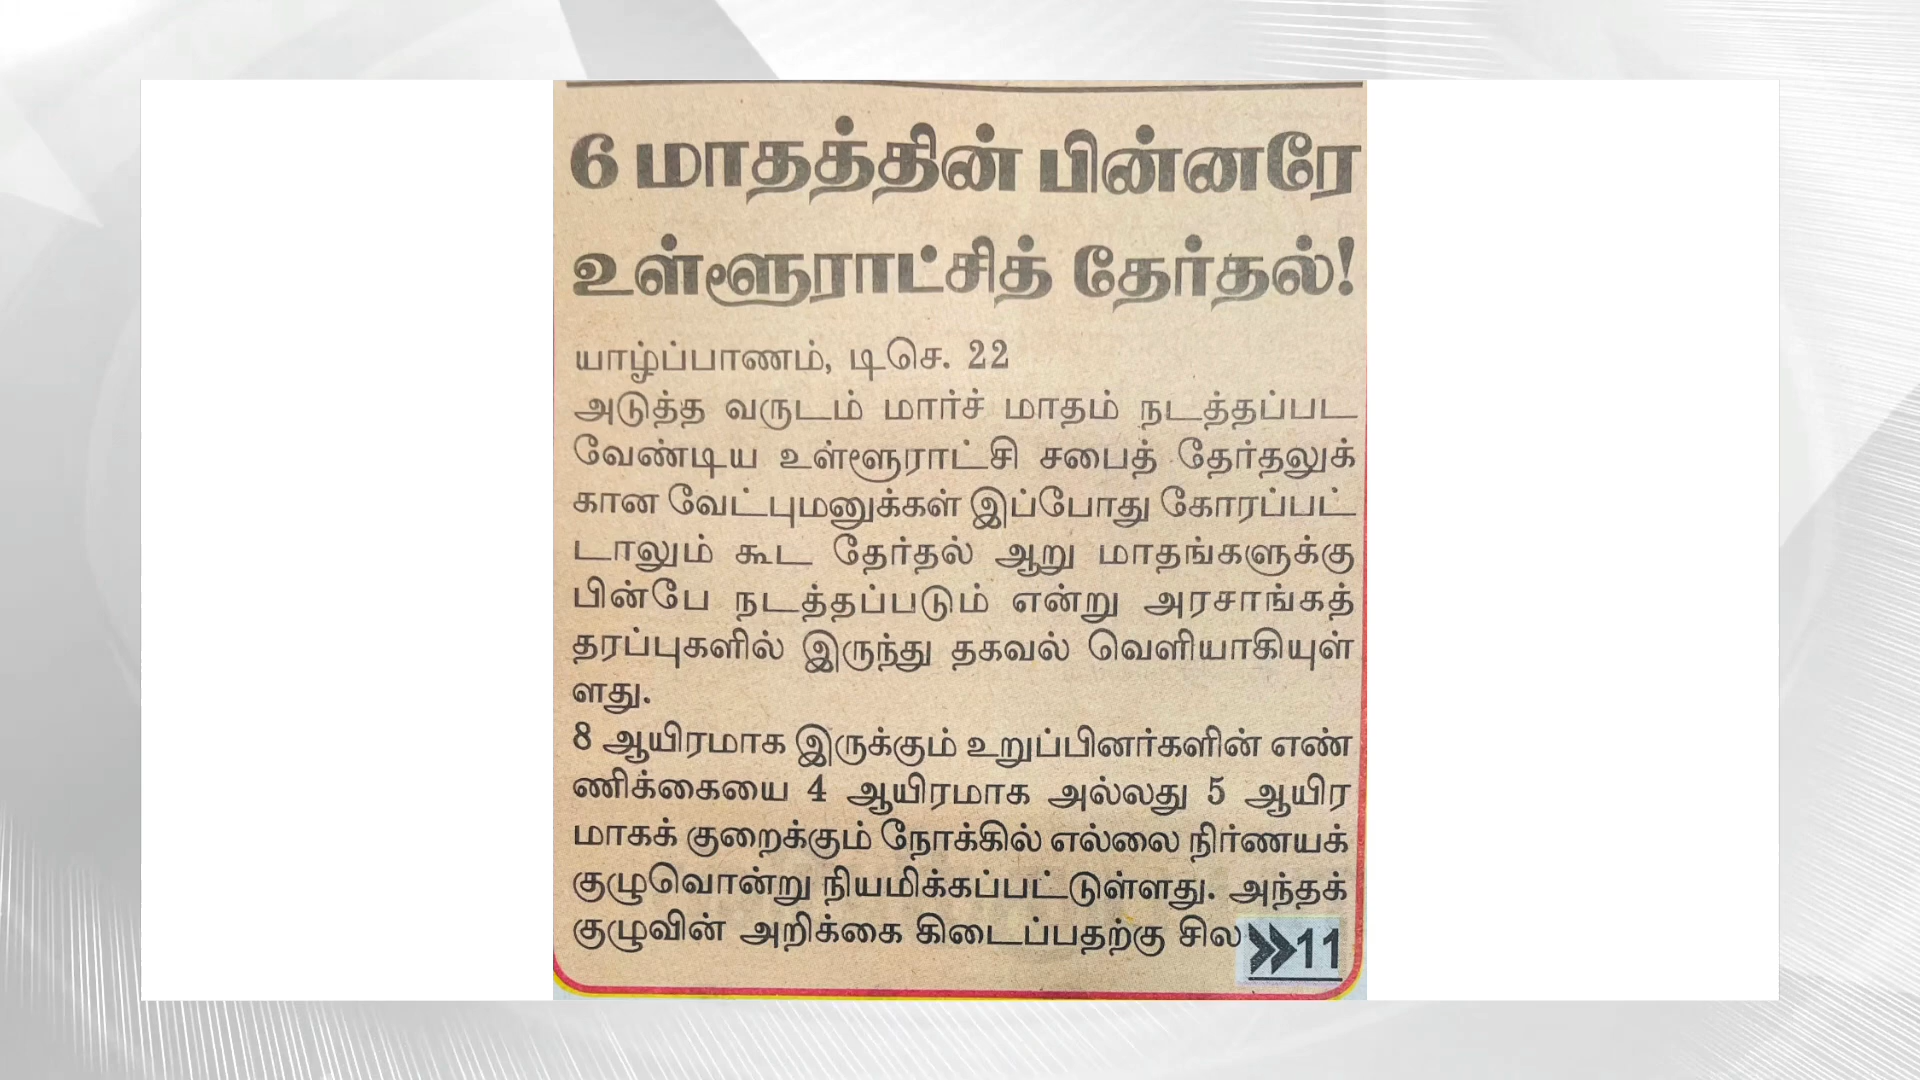 6 மாதத்தின் பின்னரே
உள்ளூராட்சித் தேர்தல்!
யாழ்ப்பாணம், டிசெ. 22
அடுத்த வருடம் மார்ச் மாதம் நடத்தப்பட
வேண்டிய உள்ளூராட்சி சபைத் தேர்தலுக்
கான வேட்புமனுக்கள் இப்போது கோரப்பட்
டாலும் கூட தேர்தல் ஆறு மாதங்களுக்கு
பின்பே நடத்தப்படும் என்று அரசாங்கத்
தரப்புகளில் இருந்து தகவல் வெளியாகியுள்
ளது.
8 ஆயிரமாக இருக்கும் உறுப்பினர்களின் எண்
ணிக்கையை 4 ஆயிரமாக அல்லது 5 ஆயிர
மாகக் குறைக்கும் நோக்கில் எல்லை நிர்ணயக்
குழுவொன்று நியமிக்கப்பட்டுள்ளது. அந்தக்
குழுவின் அறிக்கை கிடைப்பதற்கு சில »11